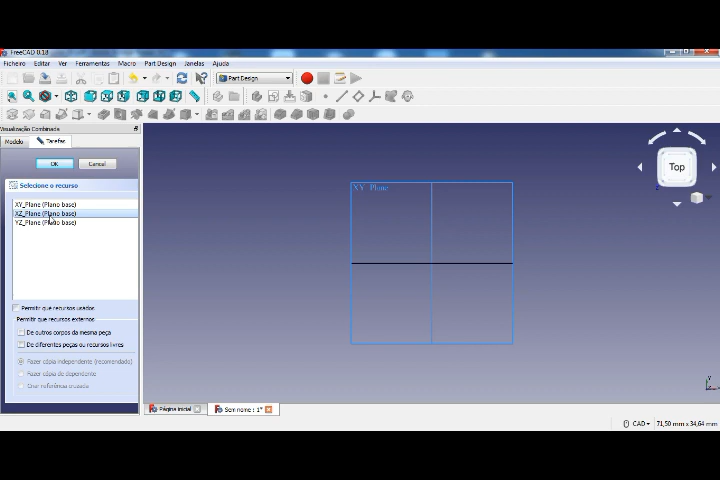 FreeCAD 0.18
Ficheiro Editar Ver Ferramentas Macro Part Design Janelas Ajuda
Part Design
Visualização Combinada
Modelo Tarefas
OK Cancel
Selecione o recurso
XY_Plane (Plano base)
XZ_Plane (Plano base)
YZ_Plane (Plano base)
Permitir que recursos usados
Permitir que recursos externos
De outros corpos da mesma peça
De diferentes peças ou recursos livres
Fazer cópia independente (recomendado)
Fazer cópia do dependente
Criar referência cruzada
XY_Plane
Top
Z
Y
Página inicial
Sem nome : 1*
CAD
71,50 mm x 34,64 mm